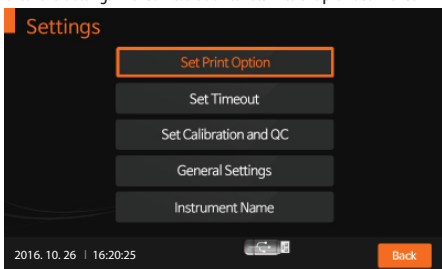 Settings
Set Print Option
Set Timeout
Set Calibration and QC
General Settings
Instrument Name
2016. 10. 26 | 16:20:25
Back